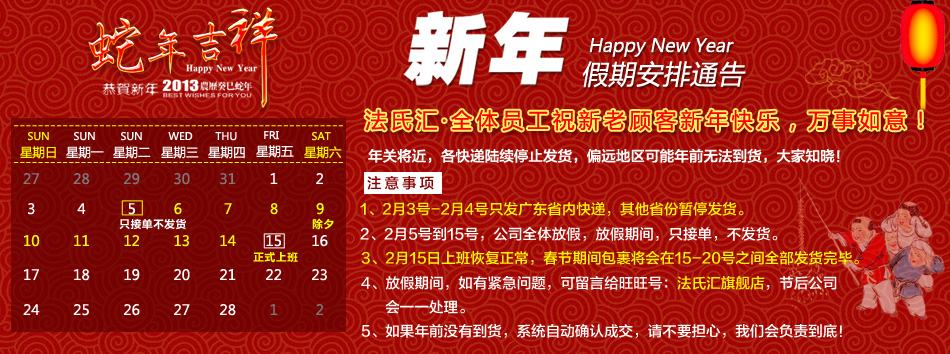 蛇年吉祥
Happy New Year
恭賀新年 2013 農曆癸巳蛇年
BEST WISHES FOR YOU
SUN SUN SUN WED THU FRI SAT
星期日 星期一 星期二 星期三 星期四 星期五 星期六
27 28 29 30 31 1 2
3 4 5 6 7 8 9
只接单不发货 除夕
10 11 12 13 14 15 16
正式上班
17 18 19 20 21 22 23
24 25 26 27 28 1 2
新年
Happy New Year
假期安排通告
法氏汇·全体员工祝新老顾客新年快乐，万事如意！
年关将近，各快递陆续停止发货，偏远地区可能年前无法到货，大家知晓！
注意事项
1、2月3号-2月4号只发广东省内快递，其他省份暂停发货。
2、2月5号到15号，公司全体放假，放假期间，只接单，不发货。
3、2月15日上班恢复正常，春节期间包裹将会在15-20号之间全部发货完毕。
4、放假期间，如有紧急问题，可留言给旺旺号：法氏汇旗舰店，节后公司
会一一处理。
5、如果年前没有到货，系统自动确认成交，请不要担心，我们会负责到底！